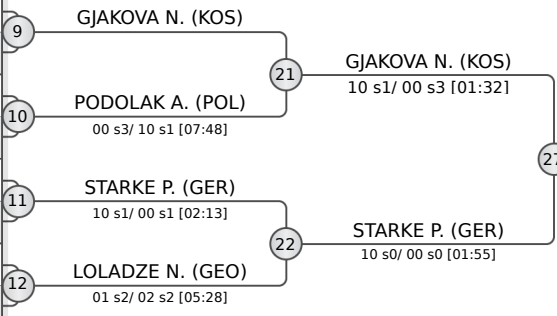 9
GJAKOVA N. (KOS)
21
GJAKOVA N. (KOS)
10 s1/ 00 s3 [01:32]
10
PODOLAK A. (POL)
00 s3/ 10 s1 [07:48]
27
11
STARKE P. (GER)
10 s1/ 00 s1 [02:13]
22
STARKE P. (GER)
10 s0/ 00 s0 [01:55]
12
LOLADZE N. (GEO)
01 s2/ 02 s2 [05:28]